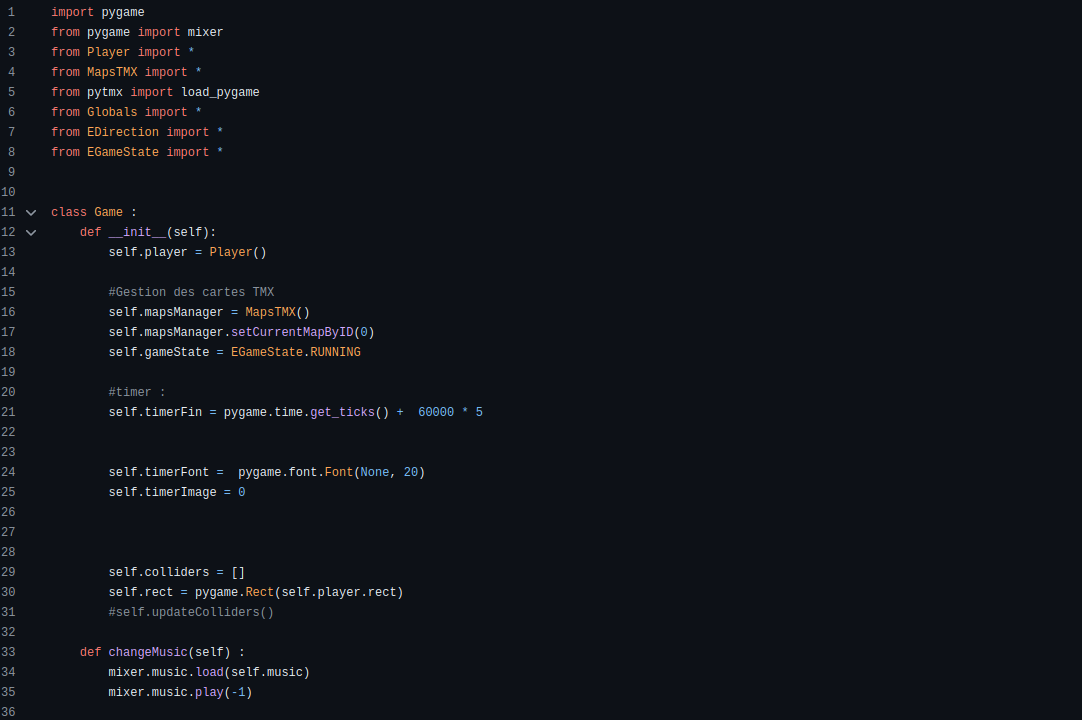 1 import pygame
2 from pygame import mixer
3 from Player import *
4 from MapsTMX import *
5 from pytmx import load_pygame
6 from Globals import *
7 from EDirection import *
8 from EGameState import *
9
10
11 class Game :
12     def __init__(self):
13         self.player = Player()
14
15         #Gestion des cartes TMX
16         self.mapsManager = MapsTMX()
17         self.mapsManager.setCurrentMapByID(0)
18         self.gameState = EGameState.RUNNING
19
20         #timer :
21         self.timerFin = pygame.time.get_ticks() +  60000 * 5
22
23
24         self.timerFont =  pygame.font.Font(None, 20)
25         self.timerImage = 0
26
27
28
29         self.colliders = []
30         self.rect = pygame.Rect(self.player.rect)
31         #self.updateColliders()
32
33     def changeMusic(self) :
34         mixer.music.load(self.music)
35         mixer.music.play(-1)
36